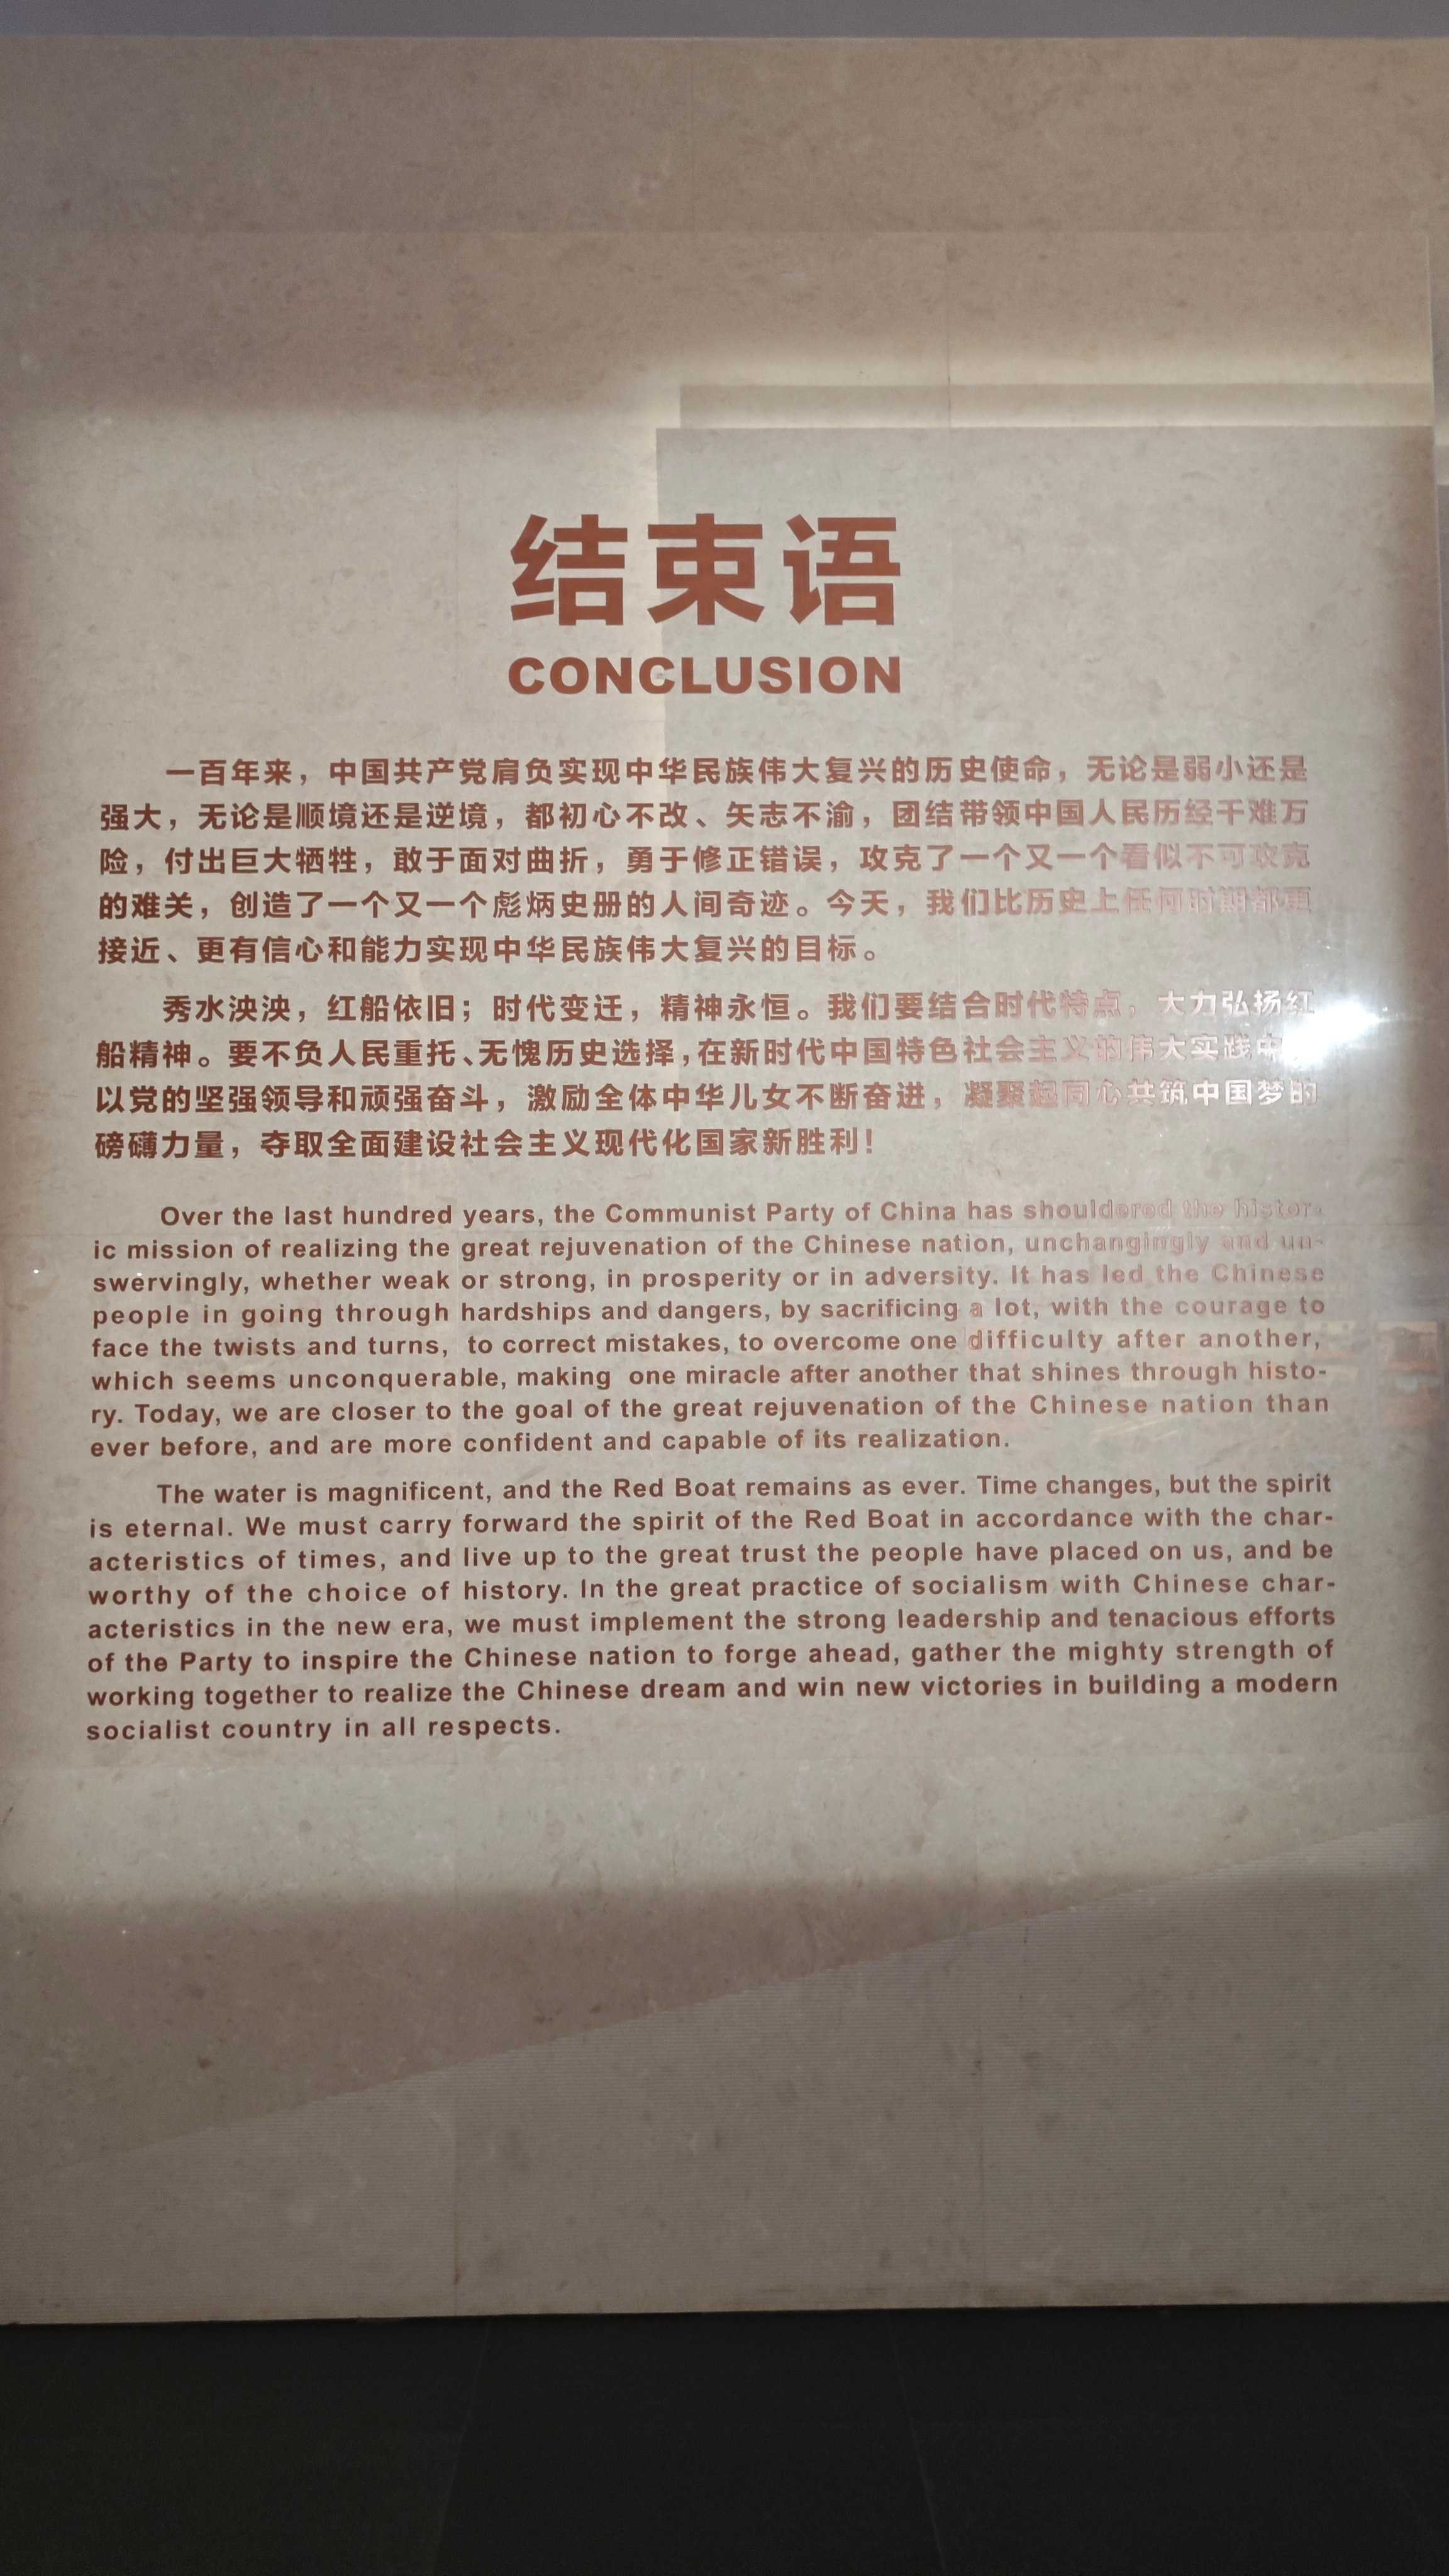 结束语
CONCLUSION
一百年来，中国共产党肩负实现中华民族伟大复兴的历史使命，无论是弱小还是
强大，无论是顺境还是逆境，都初心不改、矢志不渝，团结带领中国人民历经千难万
险，付出巨大牺牲，敢于面对曲折，勇于修正错误，攻克了一个又一个看似不可攻克
的难关，创造了一个又一个彪炳史册的人间奇迹。今天，我们比历史上任何时期都更
接近、更有信心和能力实现中华民族伟大复兴的目标。
秀水泱泱，红船依旧；时代变迁，精神永恒。我们要结合时代特点，大力弘扬红
船精神。要不负人民重托、无愧历史选择，在新时代中国特色社会主义的伟大实践中
以党的坚强领导和顽强奋斗，激励全体中华儿女不断奋进，凝聚起同心共筑中国梦的
磅礴力量，夺取全面建设社会主义现代化国家新胜利！
Over the last hundred years, the Communist Party of China has shouldered the histor-
ic mission of realizing the great rejuvenation of the Chinese nation, unchangingly and un-
swervingly, whether weak or strong, in prosperity or in adversity. It has led the Chinese
people in going through hardships and dangers, by sacrificing a lot, with the courage to
face the twists and turns, to correct mistakes, to overcome one difficulty after another,
which seems unconquerable, making one miracle after another that shines through histo-
ry. Today, we are closer to the goal of the great rejuvenation of the Chinese nation than
ever before, and are more confident and capable of its realization.
The water is magnificent, and the Red Boat remains as ever. Time changes, but the spirit
is eternal. We must carry forward the spirit of the Red Boat in accordance with the char-
acteristics of times, and live up to the great trust the people have placed on us, and be
worthy of the choice of history. In the great practice of socialism with Chinese char-
acteristics in the new era, we must implement the strong leadership and tenacious efforts
of the Party to inspire the Chinese nation to forge ahead, gather the mighty strength of
working together to realize the Chinese dream and win new victories in building a modern
socialist country in all respects.